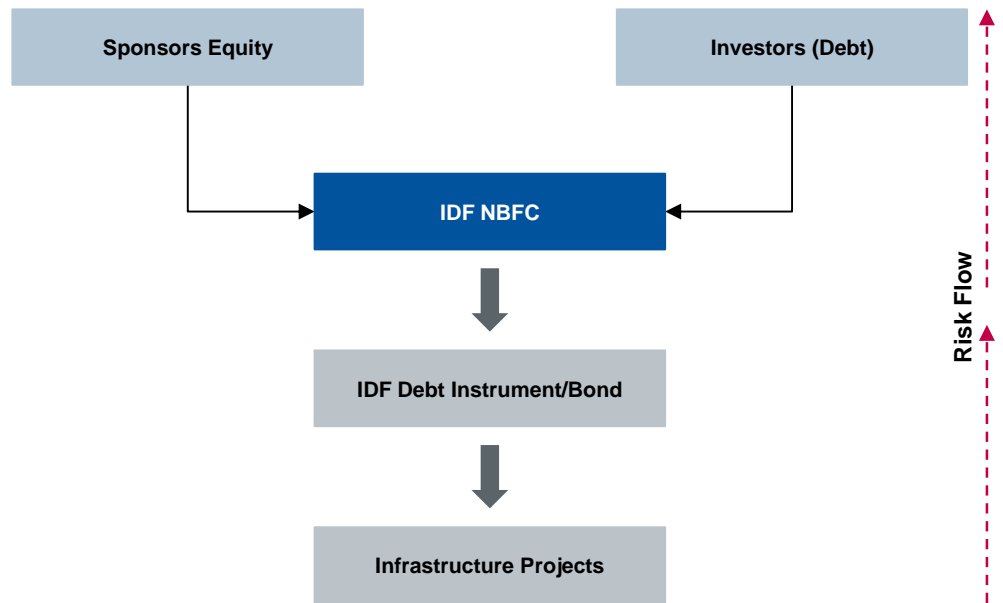 Sponsors Equity
Investors (Debt)
IDF NBFC
Risk Flow
IDF Debt Instrument/Bond
Infrastructure Projects